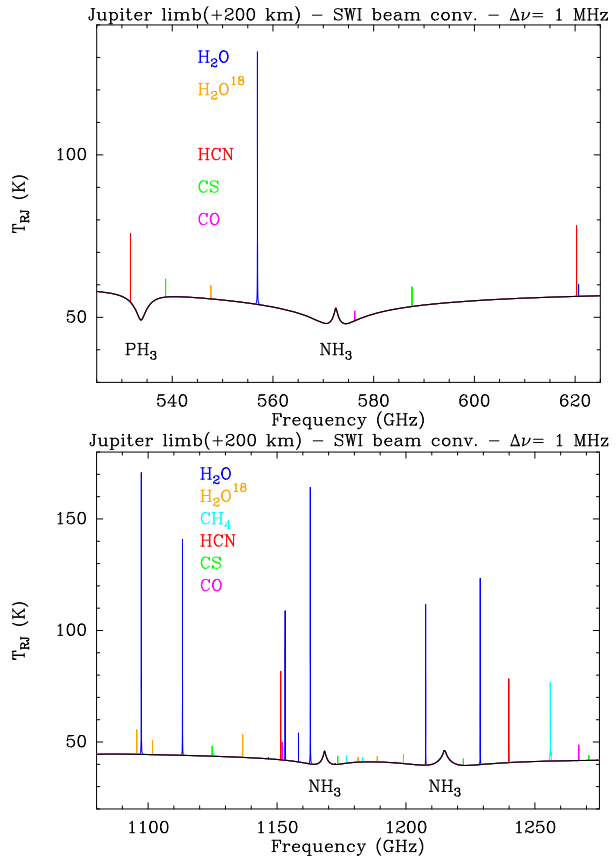 Jupiter limb(+200 km) – SWI beam conv. – Δν= 1 MHz
H₂O
H₂O¹⁸
HCN
CS
CO
100
50
T_RJ (K)
PH₃
NH₃
540 560 580 600 620
Frequency (GHz)
Jupiter limb(+200 km) – SWI beam conv. – Δν= 1 MHz
H₂O
H₂O¹⁸
CH₄
HCN
CS
CO
150
100
50
T_RJ (K)
NH₃ NH₃
1100 1150 1200 1250
Frequency (GHz)